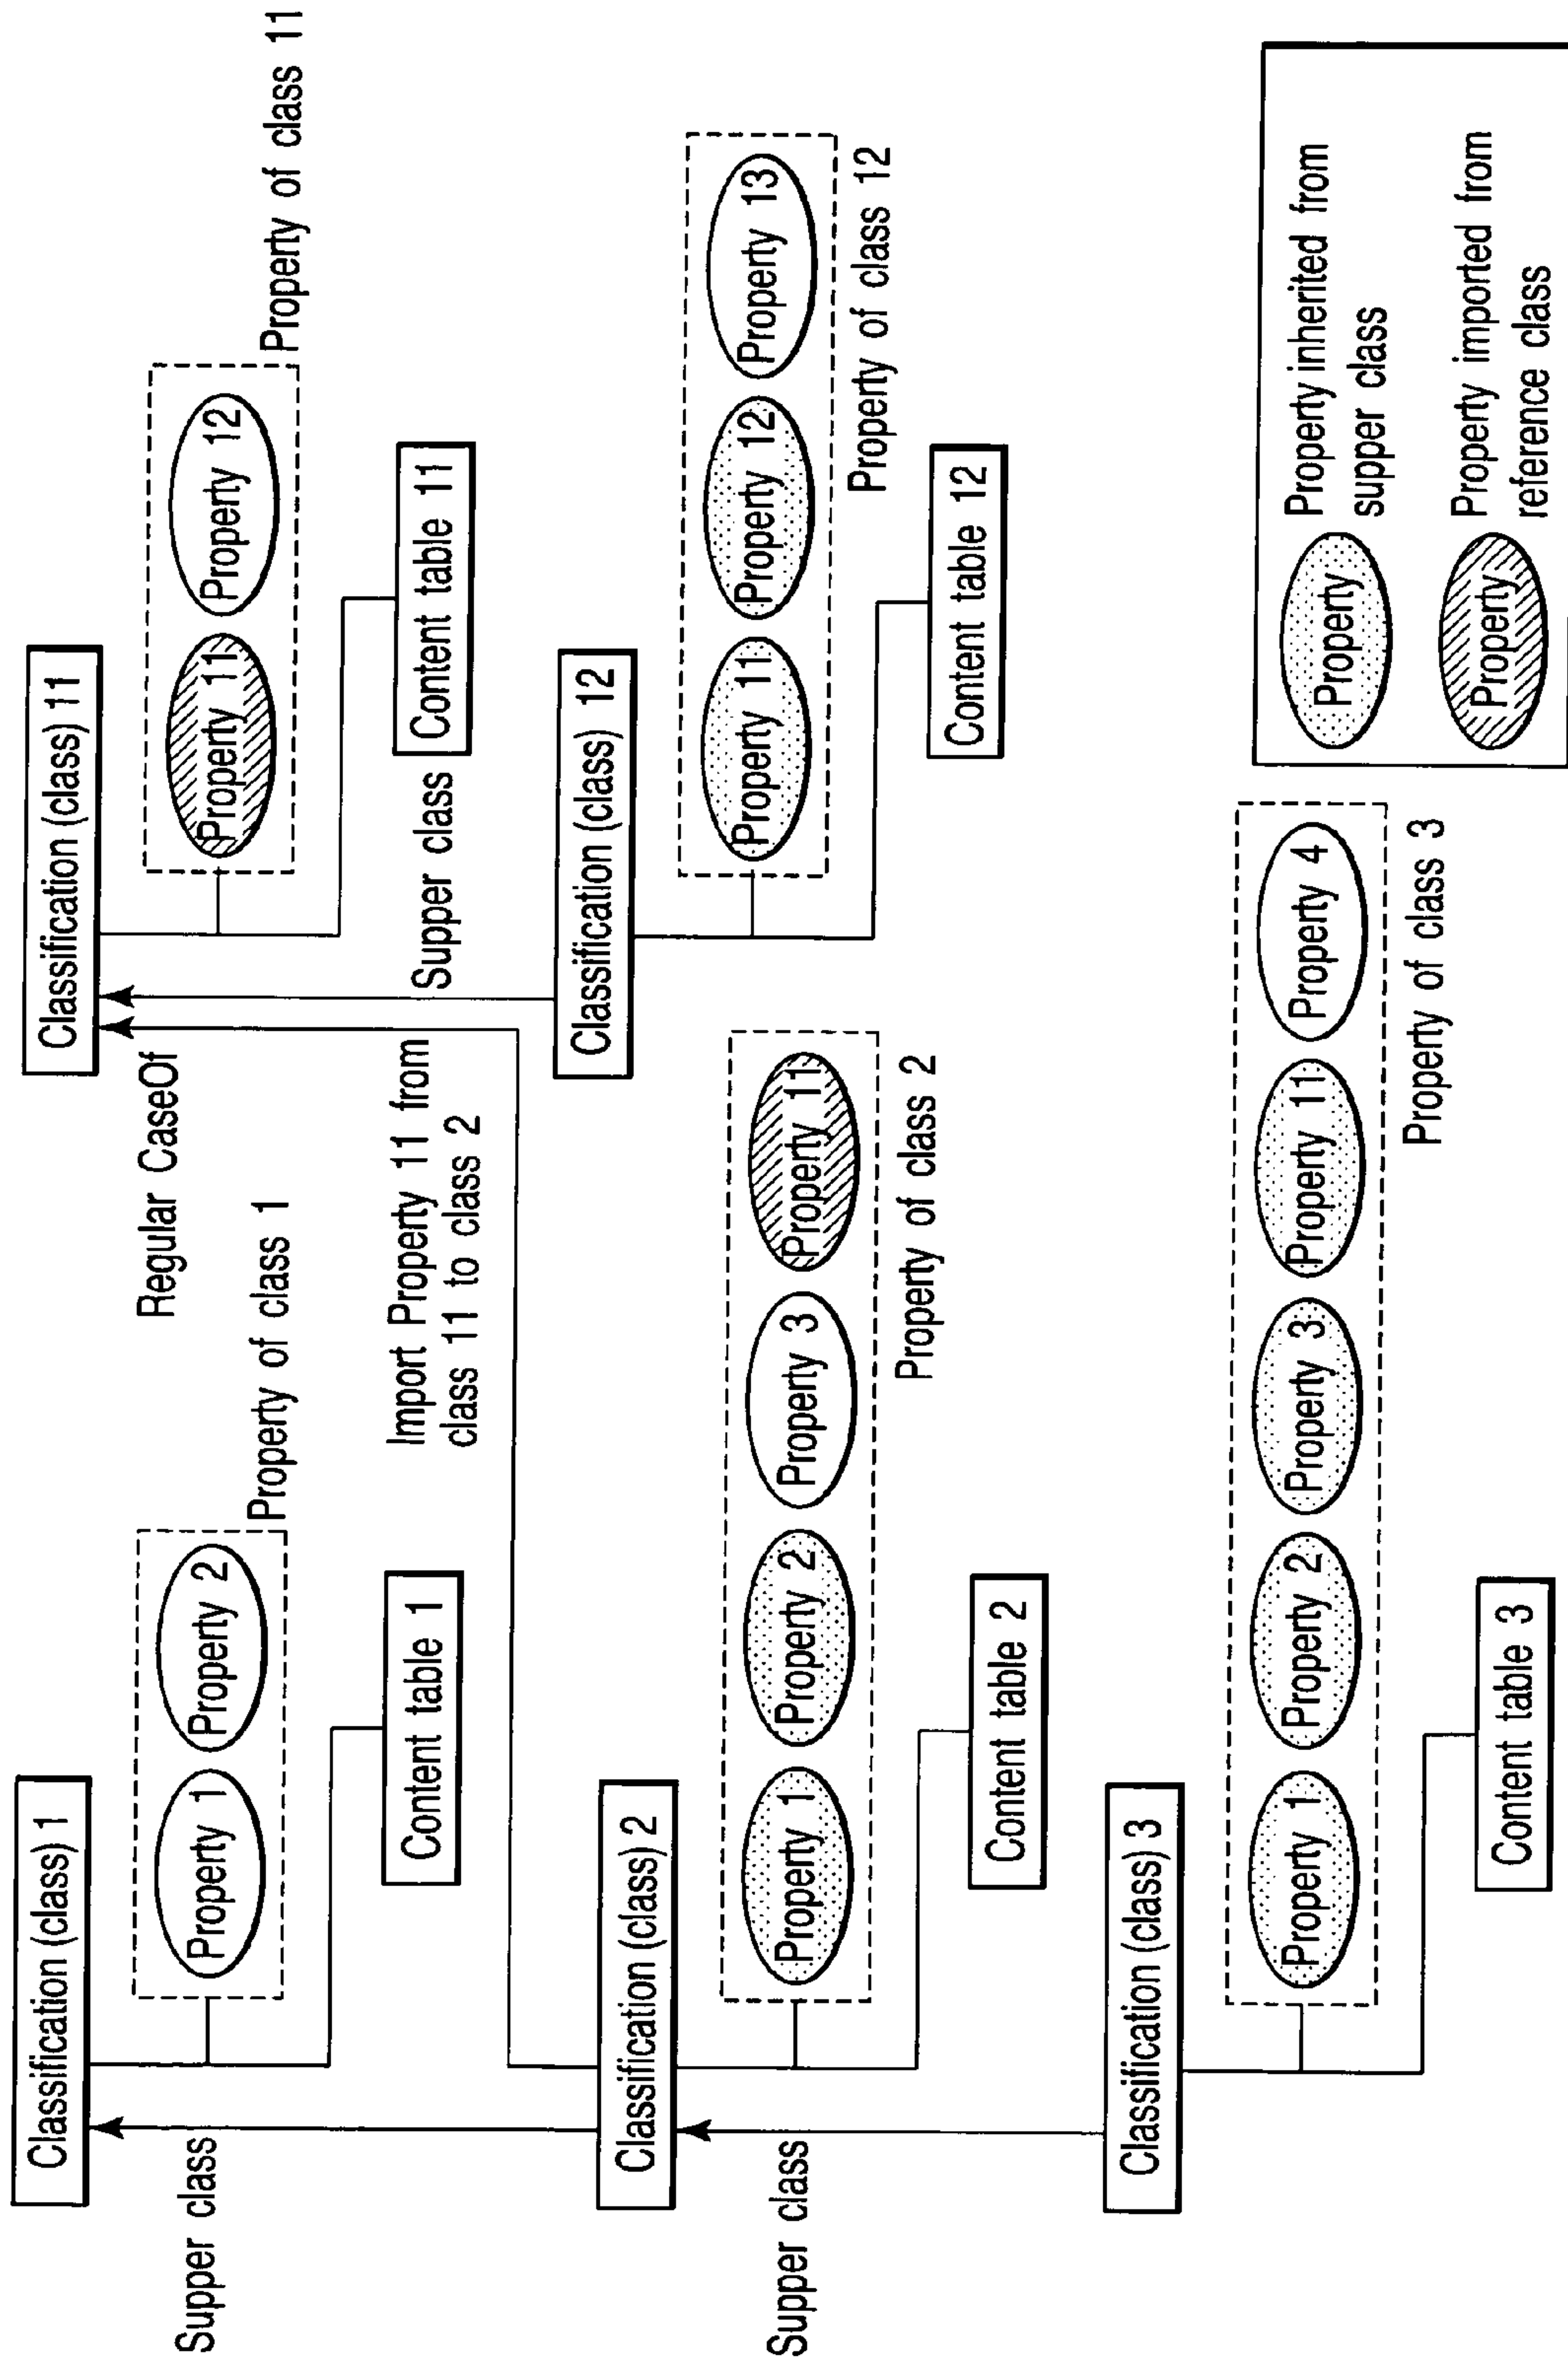 Classification (class) 1
Supper class
Property 1
Property 2
Property of class 1
Content table 1
Regular CaseOf
Import Property 11 from
class 11 to class 2
Classification (class) 11
Property 11
Property 12
Property of class 11
Content table 11
Supper class
Classification (class) 2
Supper class
Property 1
Property 2
Property 3
Property 11
Property of class 2
Content table 2
Classification (class) 12
Property 11
Property 12
Property 13
Property of class 12
Content table 12
Classification (class) 3
Property 1
Property 2
Property 3
Property 11
Property 4
Property of class 3
Content table 3
Property
Property inherited from
supper class
Property
Property imported from
reference class